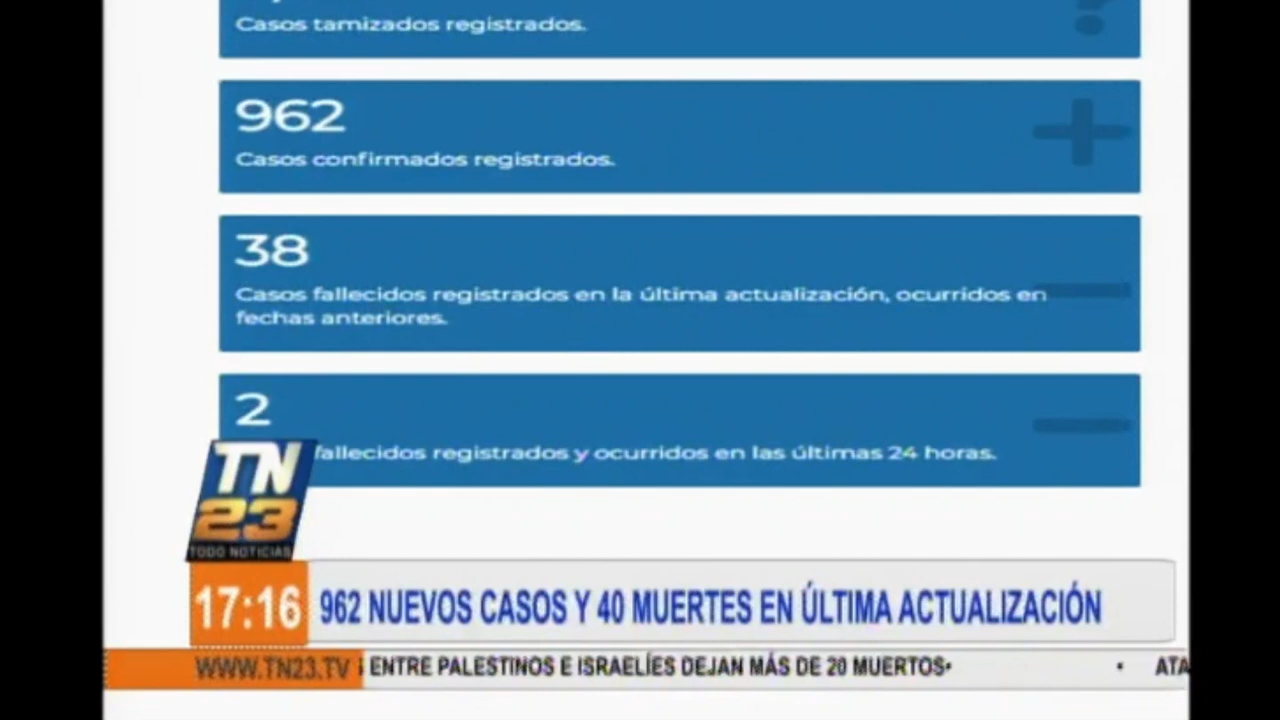 Casos tamizados registrados.
962
Casos confirmados registrados.
38
Casos fallecidos registrados en la última actualización, ocurridos en
fechas anteriores.
2
fallecidos registrados y ocurridos en las últimas 24 horas.
TN
23
TODO NOTICIAS
17:16 962 NUEVOS CASOS Y 40 MUERTES EN ÚLTIMA ACTUALIZACIÓN
WWW.TN23.TV ENTRE PALESTINOS E ISRAELÍES DEJAN MÁS DE 20 MUERTOS• • ATA